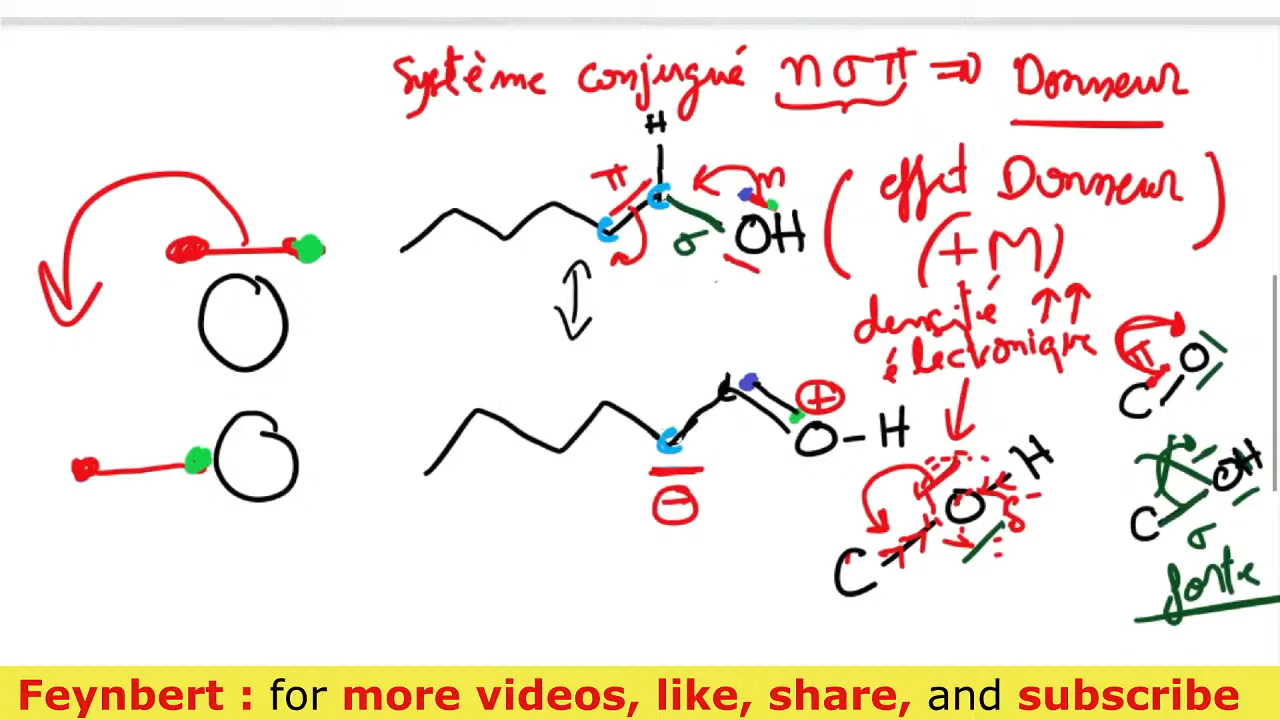 Système conjugué n σ π ⇒ Donneur
H
π
n
σ
OH
( effet Donneur )
(+M)
densité ↑↑
électronique
π
O
C
⊕
O–H
C
⊖
H
O
δ-
C
OH
C
σ
forte
Feynbert : for more videos, like, share, and subscribe